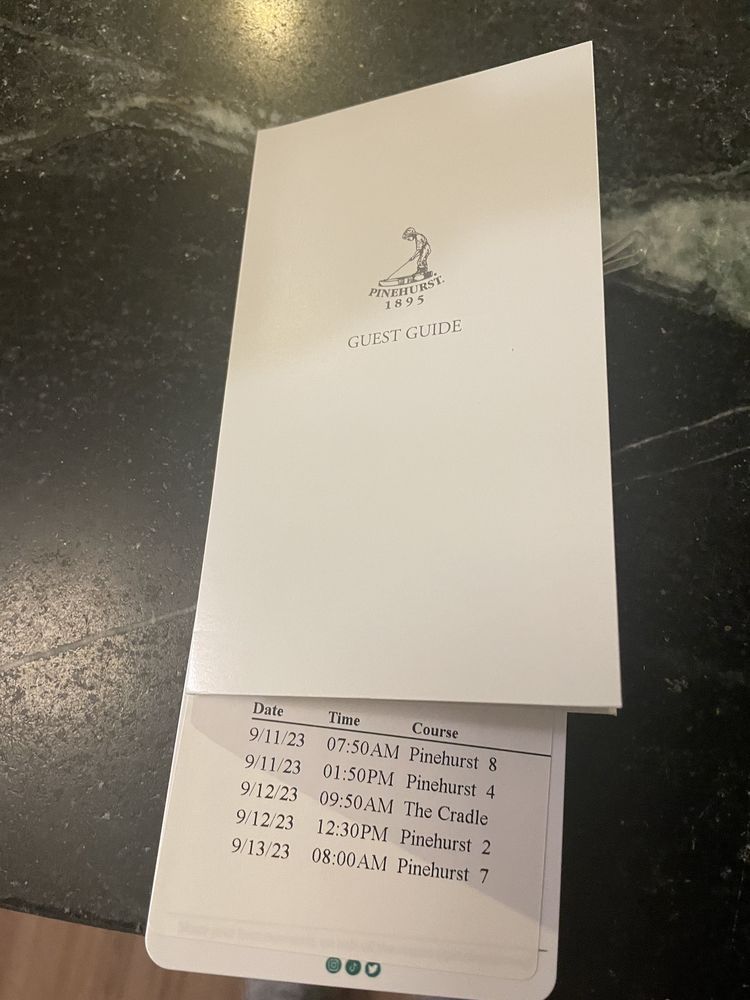 PINEHURST.
1895
GUEST GUIDE
Date Time Course
9/11/23 07:50AM Pinehurst 8
9/11/23 01:50PM Pinehurst 4
9/12/23 09:50AM The Cradle
9/12/23 12:30PM Pinehurst 2
9/13/23 08:00AM Pinehurst 7